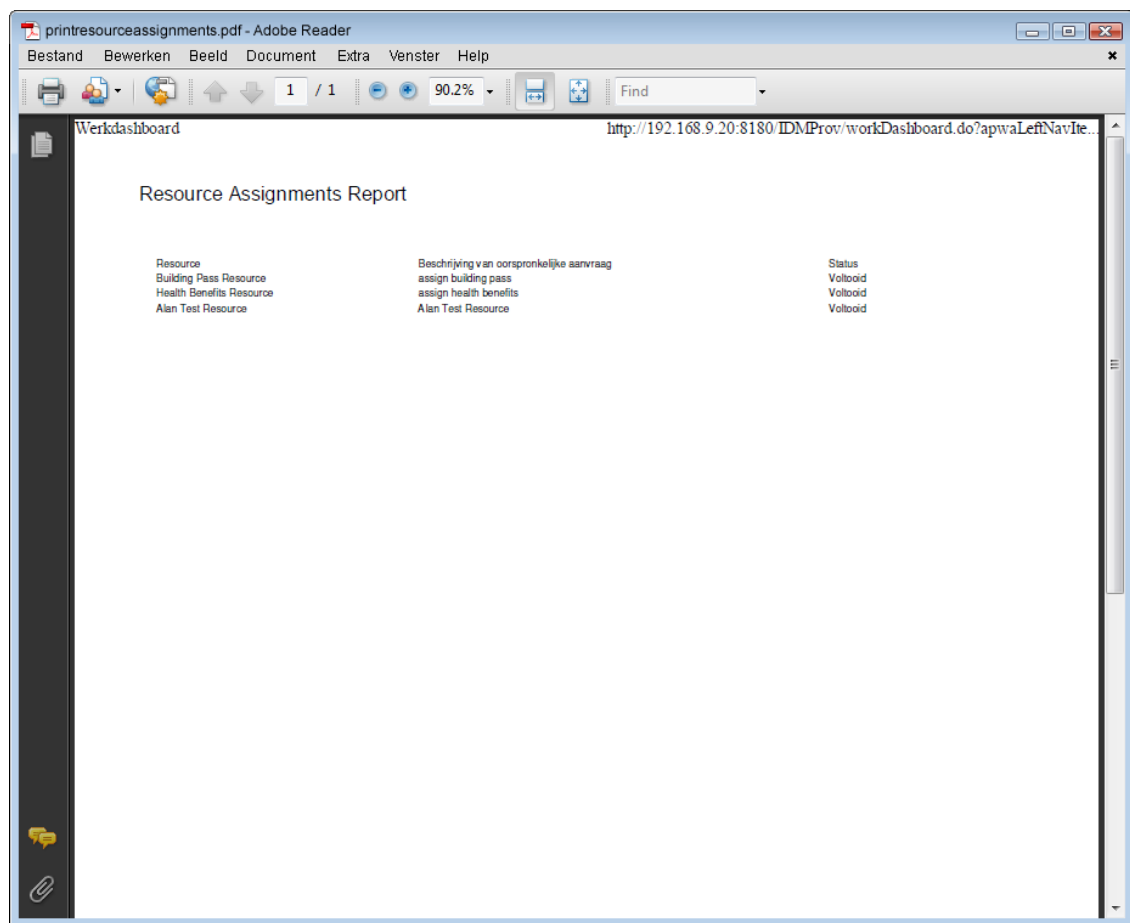 printresourceassignments.pdf - Adobe Reader
Bestand Bewerken Beeld Document Extra Venster Help
1 / 1 90.2% Find
Werkdashboard http://192.168.9.20:8180/IDMProv/workDashboard.do?apwaLeftNavIte...
Resource Assignments Report
Resource Beschrijving van oorspronkelijke aanvraag Status
Building Pass Resource assign building pass Voltooid
Health Benefits Resource assign health benefits Voltooid
Alan Test Resource Alan Test Resource Voltooid